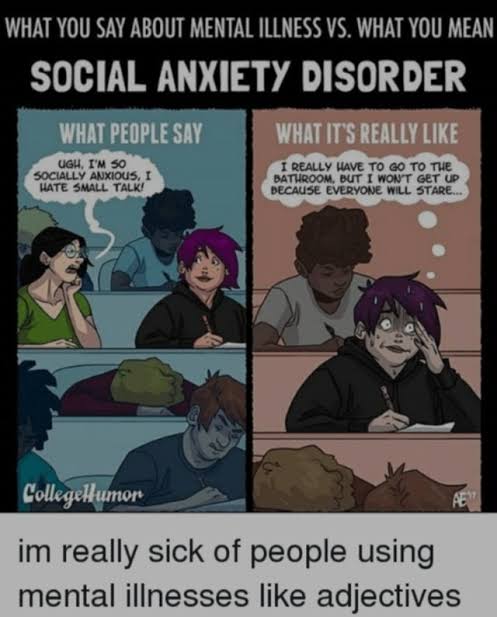 WHAT YOU SAY ABOUT MENTAL ILLNESS VS. WHAT YOU MEAN
SOCIAL ANXIETY DISORDER
WHAT PEOPLE SAY
UGH, I'M SO
SOCIALLY ANXIOUS, I
HATE SMALL TALK!
WHAT IT'S REALLY LIKE
I REALLY HAVE TO GO TO THE
BATHROOM, BUT I WON'T GET UP
BECAUSE EVERYONE WILL STARE...
CollegeHumor
im really sick of people using
mental illnesses like adjectives